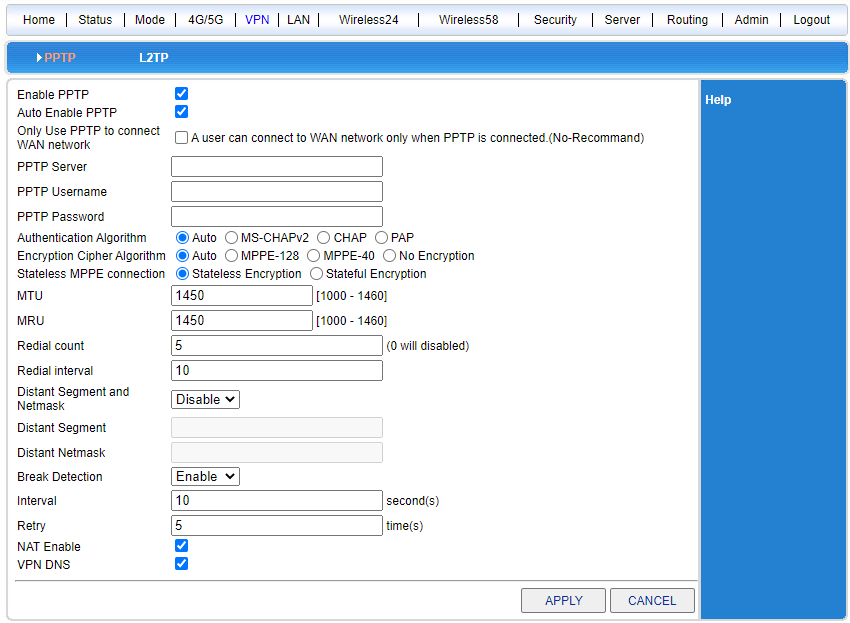 Home | Status | Mode | 4G/5G | VPN | LAN | Wireless24 | Wireless58 | Security | Server | Routing | Admin | Logout
PPTP L2TP
Help
Enable PPTP
Auto Enable PPTP
Only Use PPTP to connect
WAN network A user can connect to WAN network only when PPTP is connected.(No-Recommand)
PPTP Server
PPTP Username
PPTP Password
Authentication Algorithm Auto MS-CHAPv2 CHAP PAP
Encryption Cipher Algorithm Auto MPPE-128 MPPE-40 No Encryption
Stateless MPPE connection Stateless Encryption Stateful Encryption
MTU 1450 [1000 - 1460]
MRU 1450 [1000 - 1460]
Redial count 5 (0 will disabled)
Redial interval 10
Distant Segment and
Netmask Disable
Distant Segment
Distant Netmask
Break Detection Enable
Interval 10 second(s)
Retry 5 time(s)
NAT Enable
VPN DNS
APPLY CANCEL